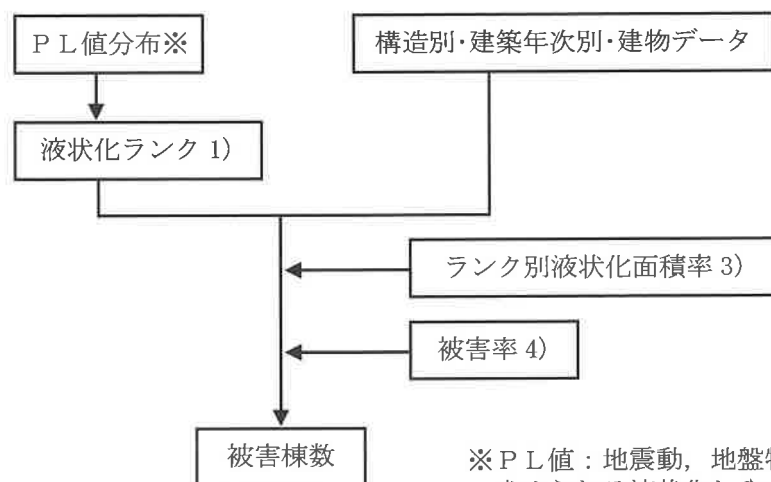 ＰＬ値分布※
構造別・建築年次別・建物データ
液状化ランク 1）
ランク別液状化面積率 3）
被害率 4）
被害棟数
※ＰＬ値：地震動，地盤